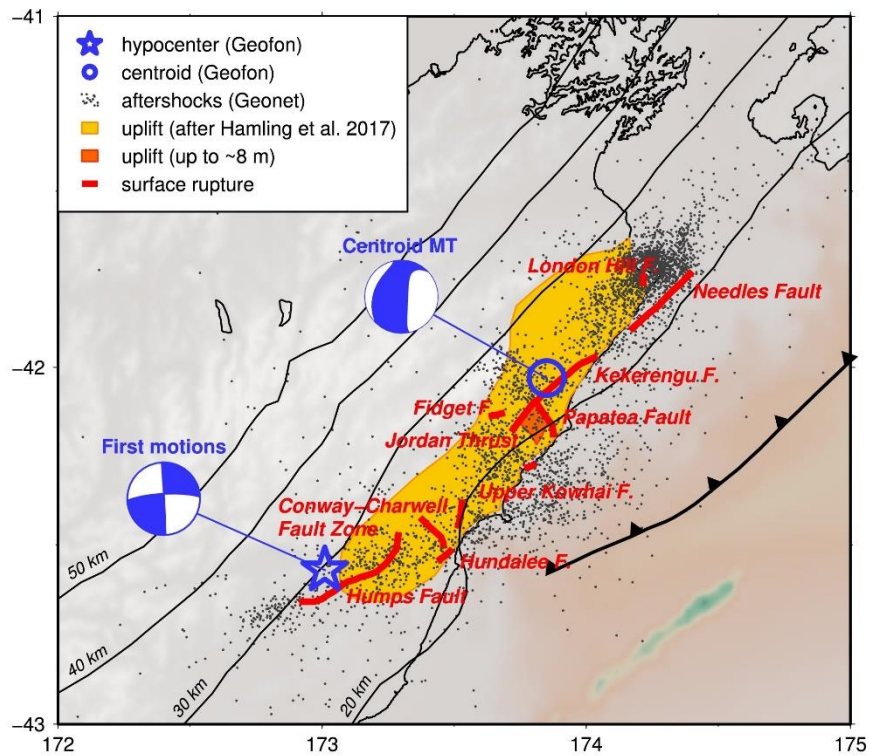 -41
hypocenter (Geofon)
centroid (Geofon)
aftershocks (Geonet)
uplift (after Hamling et al. 2017)
uplift (up to ~8 m)
surface rupture
Centroid MT
London Hill F.
Needles Fault
-42
Kekerengu F.
Fidget F.
Papatea Fault
Jordan Thrust
First motions
Upper Kowhai F.
Conway-Charwell
Fault Zone
Hundalee F.
50 km
Humps Fault
40 km
30 km
20 km
-43
172
173
174
175